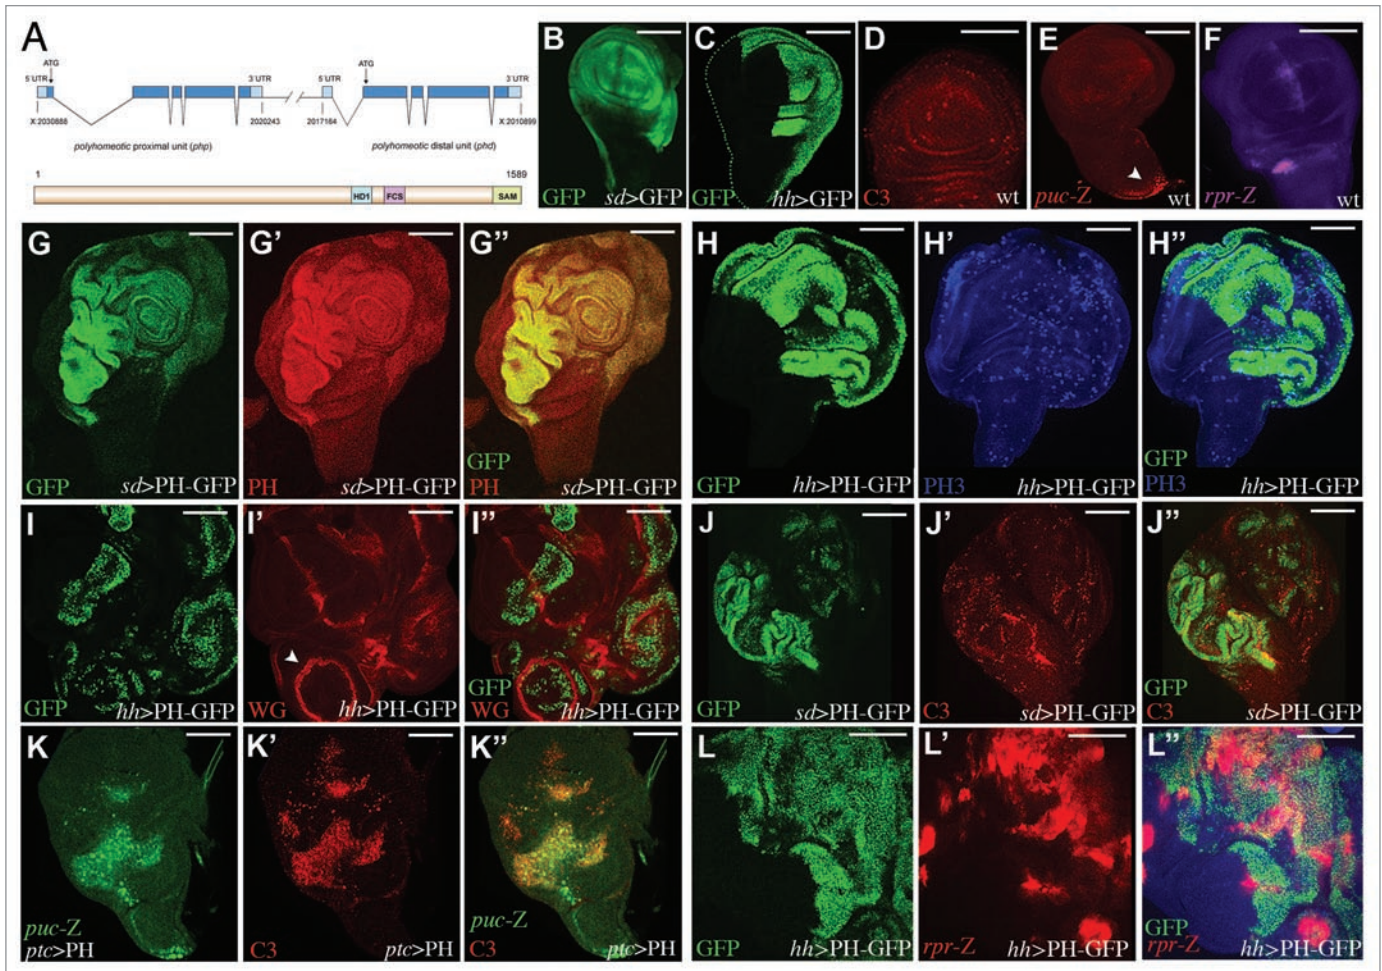 A
ATG
ATG
5´UTR
3´UTR
5´UTR
3´UTR
X:2030888
2020243
2017164
X:2010899
polyhomeotic proximal unit (php)
polyhomeotic distal unit (phd)
1
1589
HD1
FCS
SAM
B
GFP
sd>GFP
C
GFP
hh>GFP
D
C3
wt
E
puc-Z
wt
F
rpr-Z
wt
G
GFP
sd>PH-GFP
G’
PH
sd>PH-GFP
G’’
GFP
PH
sd>PH-GFP
H
GFP
hh>PH-GFP
H’
PH3
hh>PH-GFP
H’’
GFP
PH3
hh>PH-GFP
I
GFP
hh>PH-GFP
I’
WG
hh>PH-GFP
I’’
GFP
WG
hh>PH-GFP
J
GFP
sd>PH-GFP
J’
C3
sd>PH-GFP
J’’
GFP
C3
sd>PH-GFP
K
puc-Z
ptc>PH
K’
C3
ptc>PH
K’’
puc-Z
C3
ptc>PH
L
GFP
hh>PH-GFP
L’
rpr-Z
hh>PH-GFP
L’’
GFP
rpr-Z
hh>PH-GFP